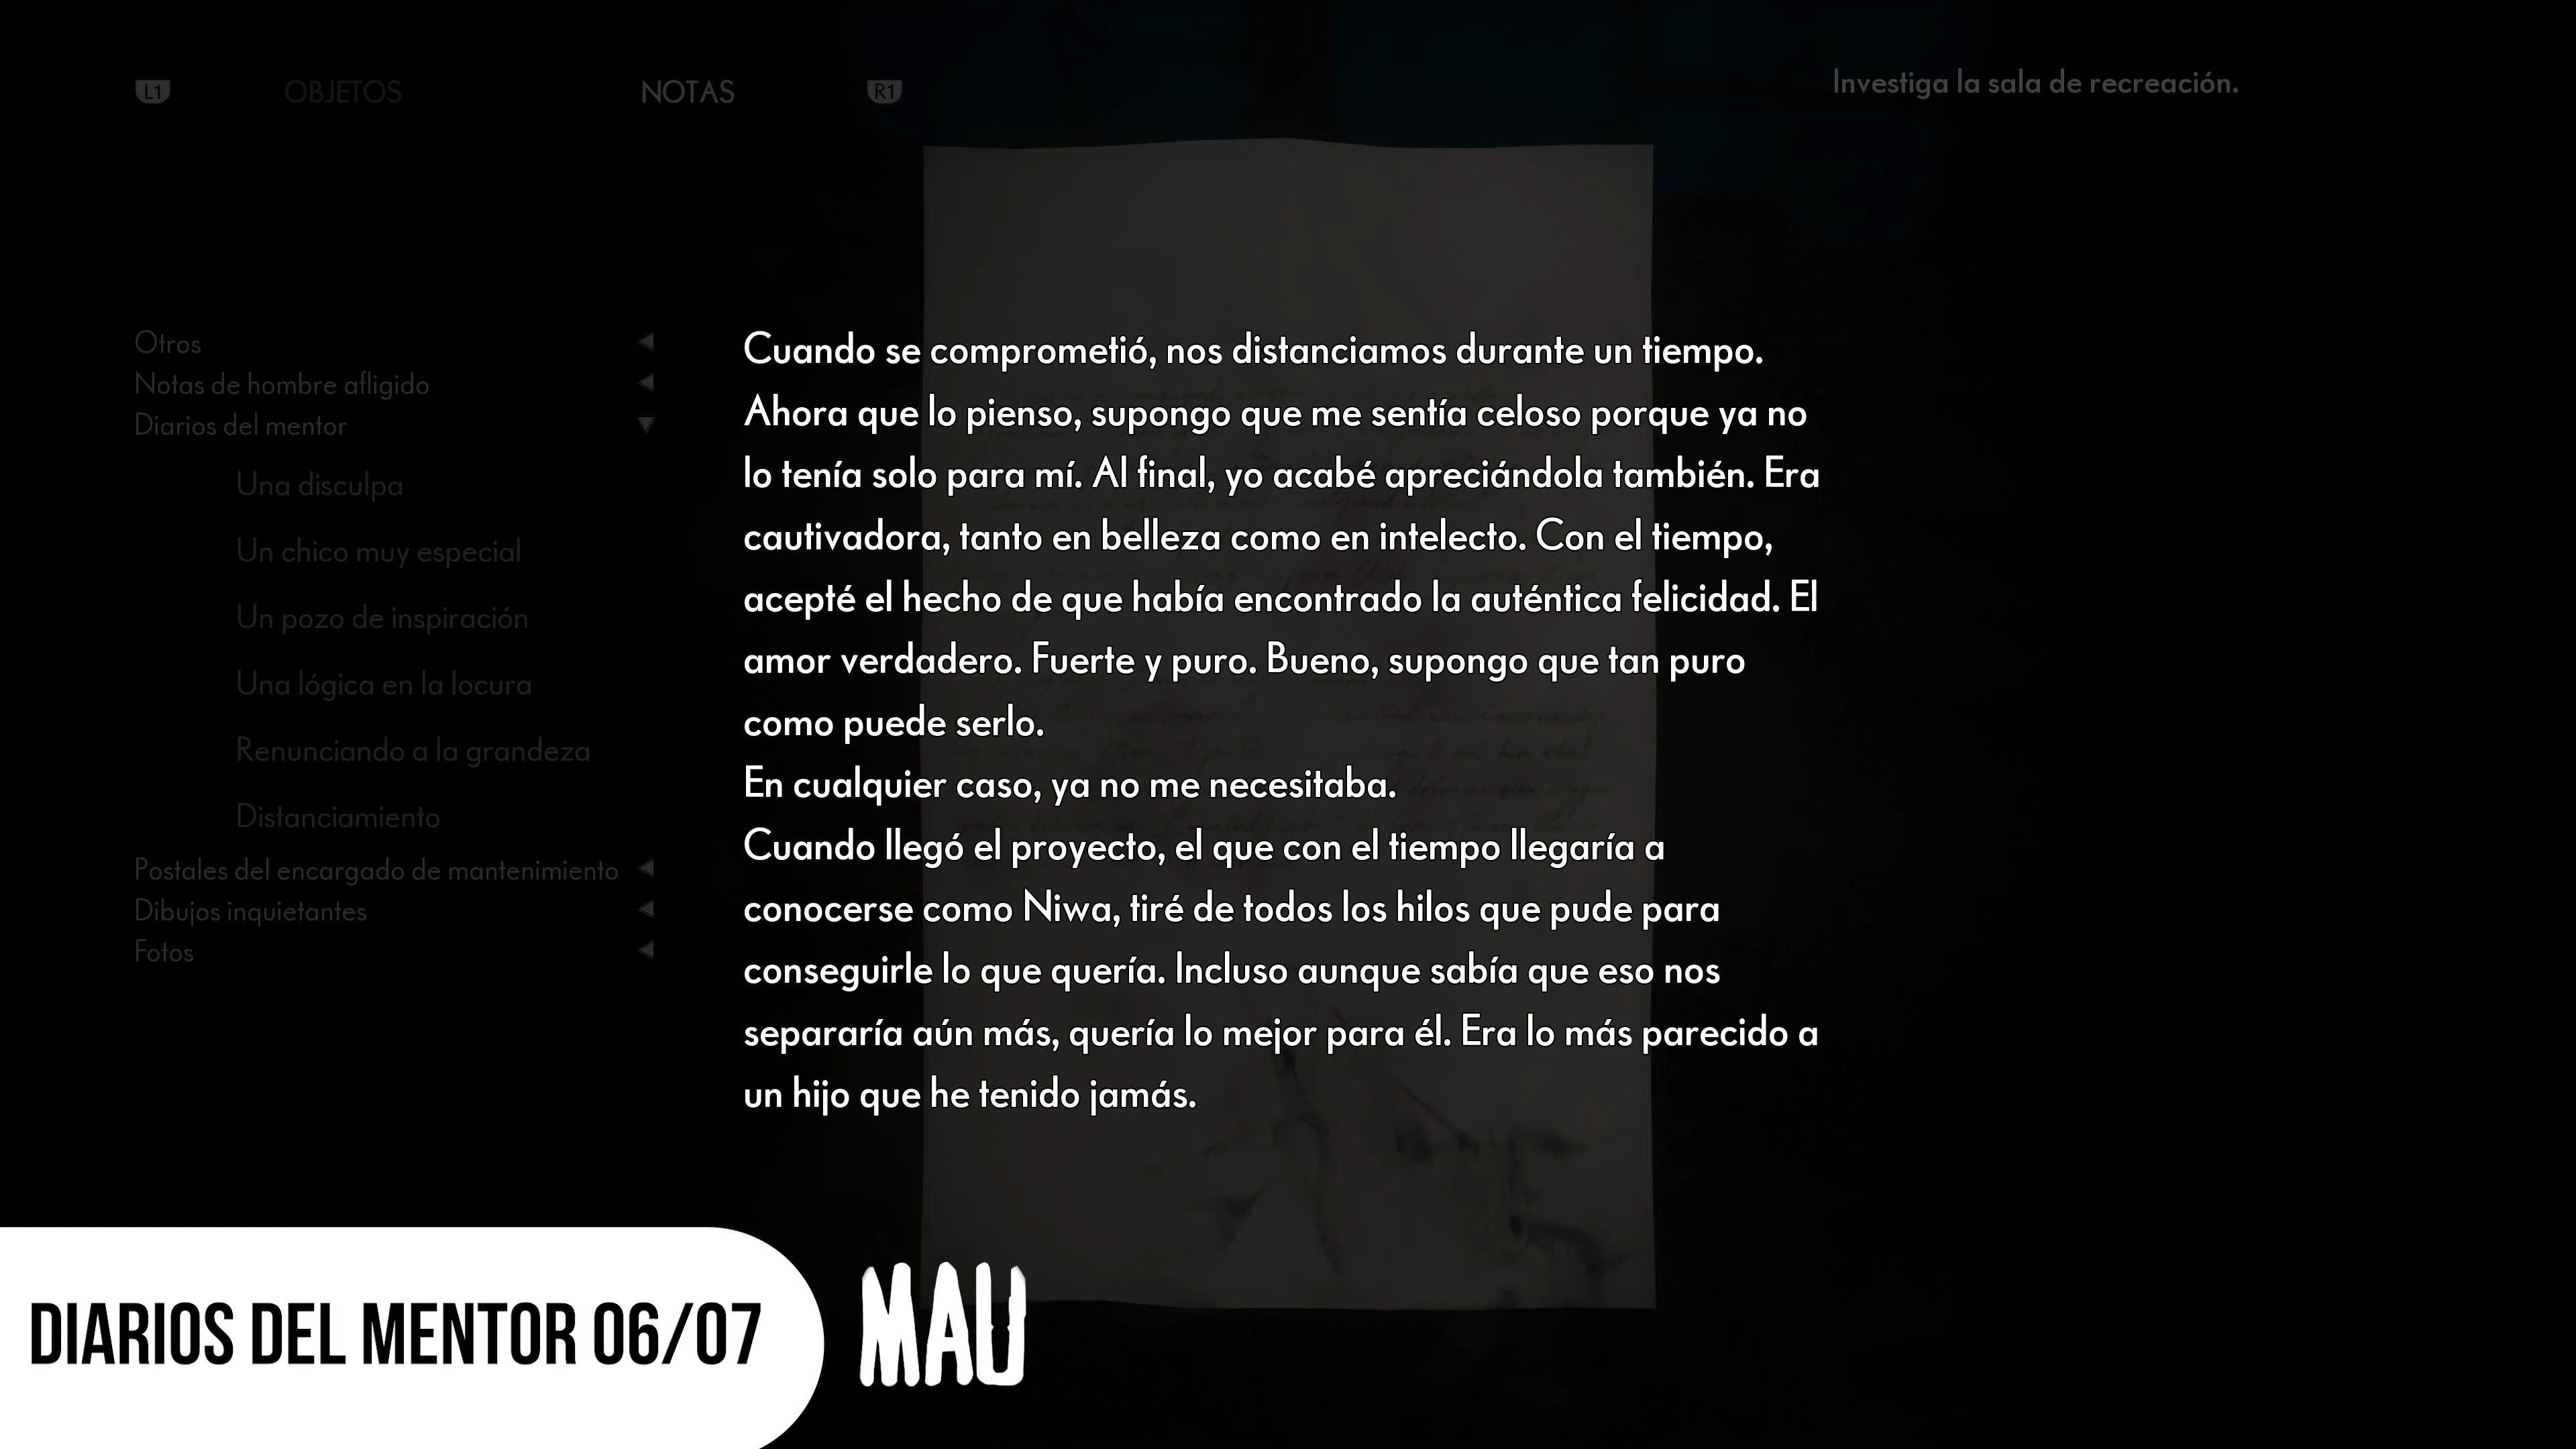 L1 OBJETOS NOTAS R1
Investiga la sala de recreación.
Otros
Notas de hombre afligido
Diarios del mentor
Una disculpa
Un chico muy especial
Un pozo de inspiración
Una lógica en la locura
Renunciando a la grandeza
Distanciamiento
Postales del encargado de mantenimiento
Dibujos inquietantes
Fotos
Cuando se comprometió, nos distanciamos durante un tiempo.
Ahora que lo pienso, supongo que me sentía celoso porque ya no
lo tenía solo para mí. Al final, yo acabé apreciándola también. Era
cautivadora, tanto en belleza como en intelecto. Con el tiempo,
acepté el hecho de que había encontrado la auténtica felicidad. El
amor verdadero. Fuerte y puro. Bueno, supongo que tan puro
como puede serlo.
En cualquier caso, ya no me necesitaba.
Cuando llegó el proyecto, el que con el tiempo llegaría a
conocerse como Niwa, tiré de todos los hilos que pude para
conseguirle lo que quería. Incluso aunque sabía que eso nos
separaría aún más, quería lo mejor para él. Era lo más parecido a
un hijo que he tenido jamás.
DIARIOS DEL MENTOR 06/07
MAU